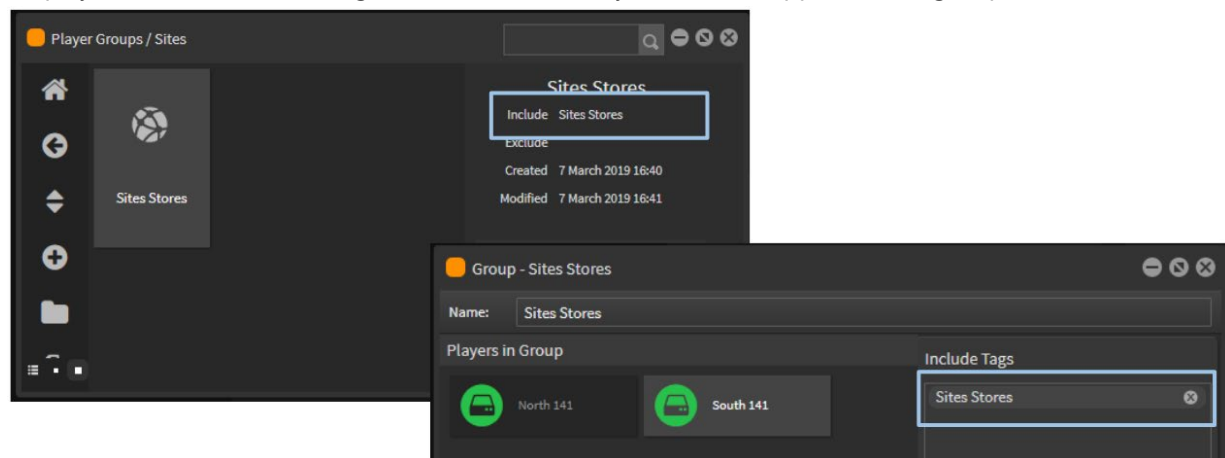 Player Groups / Sites
Sites Stores
Sites Stores
Include Sites Stores
Exclude
Created 7 March 2019 16:40
Modified 7 March 2019 16:41
Group - Sites Stores
Name: Sites Stores
Players in Group
Include Tags
North 141
South 141
Sites Stores